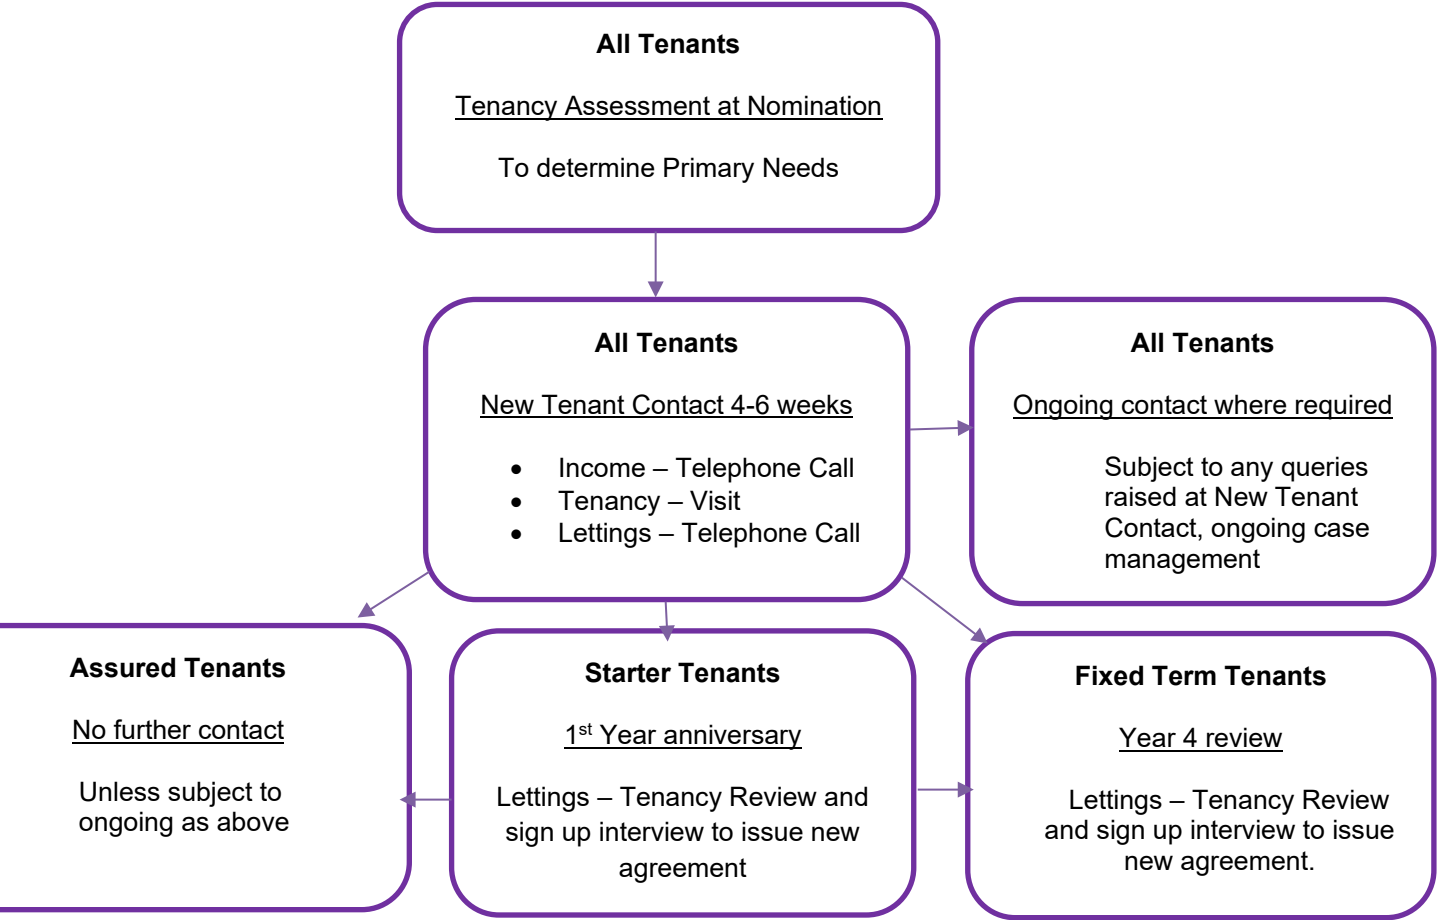 All Tenants
Tenancy Assessment at Nomination
To determine Primary Needs
All Tenants
New Tenant Contact 4-6 weeks
• Income – Telephone Call
• Tenancy – Visit
• Lettings – Telephone Call
All Tenants
Ongoing contact where required
Subject to any queries
raised at New Tenant
Contact, ongoing case
management
Assured Tenants
No further contact
Unless subject to
ongoing as above
Starter Tenants
1st Year anniversary
Lettings – Tenancy Review and
sign up interview to issue new
agreement
Fixed Term Tenants
Year 4 review
Lettings – Tenancy Review
and sign up interview to issue
new agreement.